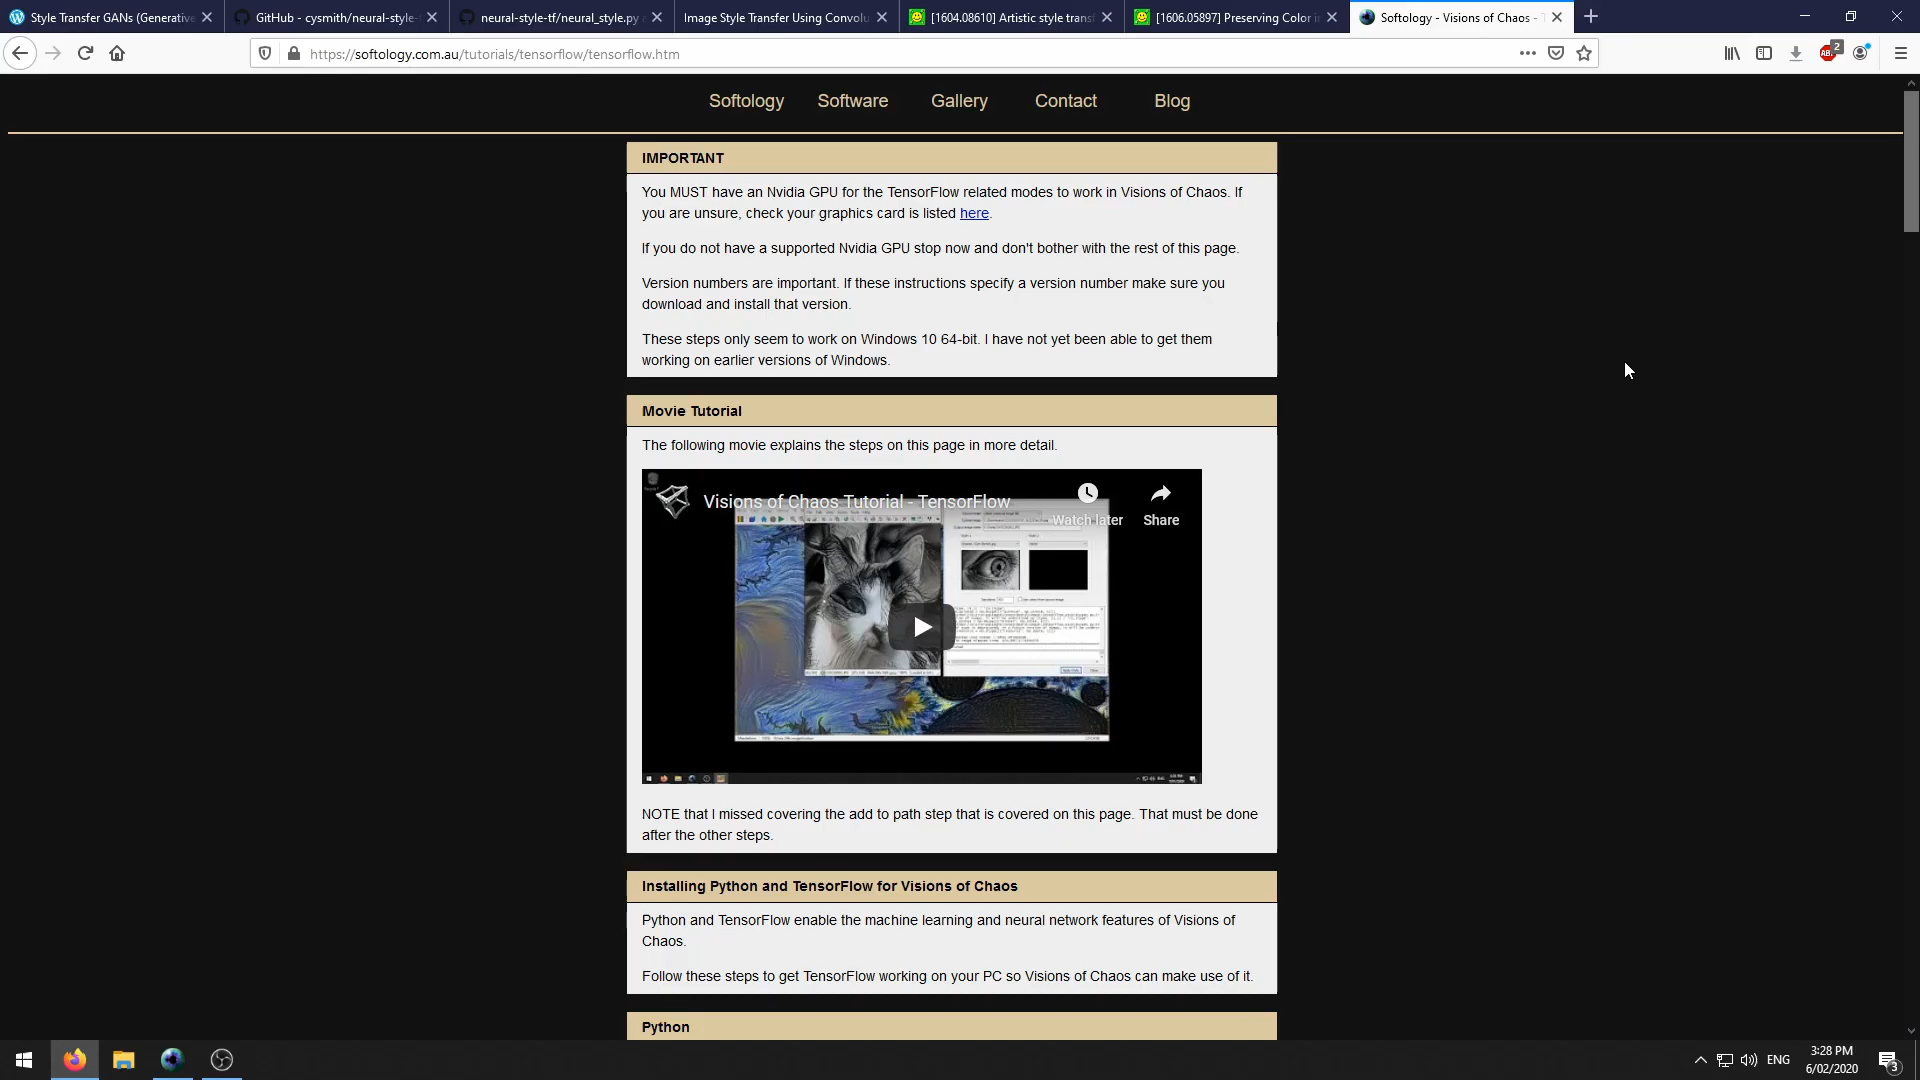 Style Transfer GANs (Generative
GitHub - cysmith/neural-style-
neural-style-tf/neural_style.py a
Image Style Transfer Using Convolu
[1604.08610] Artistic style transf
[1606.05897] Preserving Color i
Softology - Visions of Chaos - T
https://softology.com.au/tutorials/tensorflow/tensorflow.htm
2
Softology Software Gallery Contact Blog
IMPORTANT
You MUST have an Nvidia GPU for the TensorFlow related modes to work in Visions of Chaos. If
you are unsure, check your graphics card is listed here.
If you do not have a supported Nvidia GPU stop now and don't bother with the rest of this page.
Version numbers are important. If these instructions specify a version number make sure you
download and install that version.
These steps only seem to work on Windows 10 64-bit. I have not yet been able to get them
working on earlier versions of Windows.
Movie Tutorial
The following movie explains the steps on this page in more detail.
Visions of Chaos Tutorial - TensorFlow
Watch later
Share
NOTE that I missed covering the add to path step that is covered on this page. That must be done
after the other steps.
Installing Python and TensorFlow for Visions of Chaos
Python and TensorFlow enable the machine learning and neural network features of Visions of
Chaos.
Follow these steps to get TensorFlow working on your PC so Visions of Chaos can make use of it.
Python
ENG
3:28 PM
6/02/2020
3